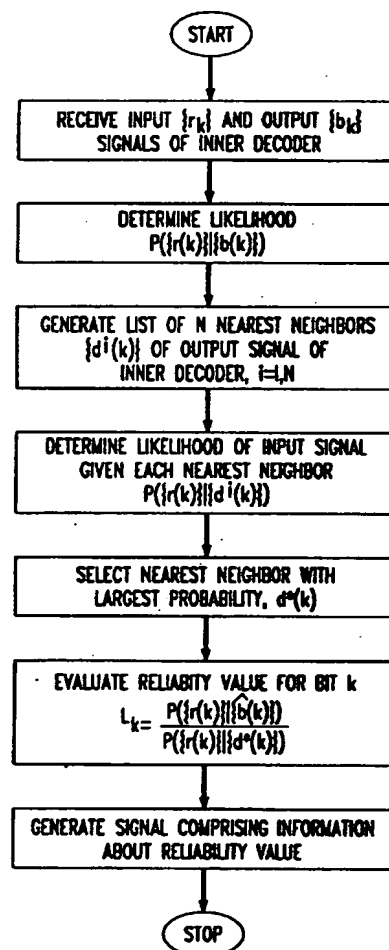 START
RECEIVE INPUT {rk} AND OUTPUT {bk}
SIGNALS OF INNER DECODER
DETERMINE LIKELIHOOD
P({r(k)}|{b(k)})
GENERATE LIST OF N NEAREST NEIGHBORS
{dⁱ(k)} OF OUTPUT SIGNAL OF
INNER DECODER, i=1,N
DETERMINE LIKELIHOOD OF INPUT SIGNAL
GIVEN EACH NEAREST NEIGHBOR
P({r(k)}|{dⁱ(k)})
SELECT NEAREST NEIGHBOR WITH
LARGEST PROBABILITY, d*(k)
EVALUATE RELIABITY VALUE FOR BIT k
Lk= P({r(k)}|{b̂(k)})
P({r(k)}|{d*(k)})
GENERATE SIGNAL COMPRISING INFORMATION
ABOUT RELIABILITY VALUE
STOP